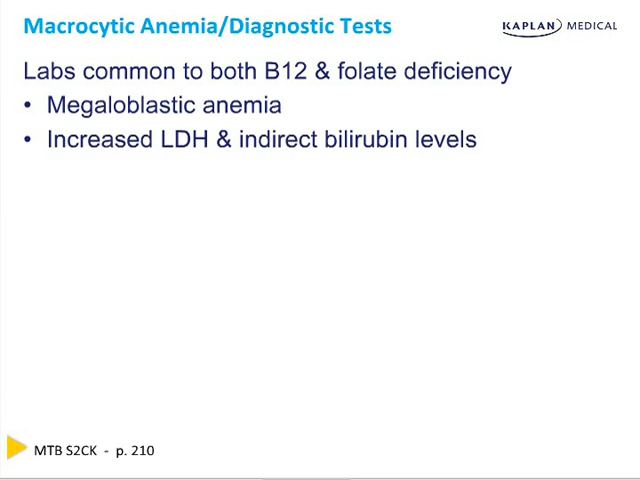 Macrocytic Anemia/Diagnostic Tests
KAPLAN MEDICAL
Labs common to both B12 & folate deficiency
• Megaloblastic anemia
• Increased LDH & indirect bilirubin levels
MTB S2CK - p. 210